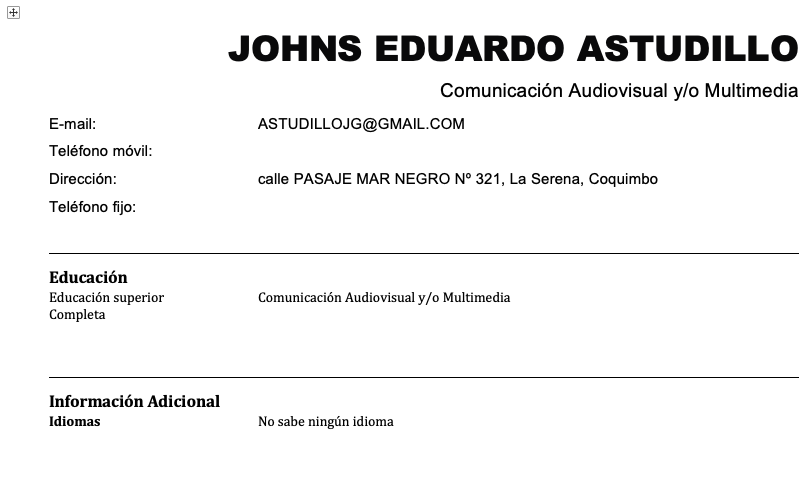 JOHNS EDUARDO ASTUDILLO
Comunicación Audiovisual y/o Multimedia
E-mail: ASTUDILLOJG@GMAIL.COM
Teléfono móvil:
Dirección: calle PASAJE MAR NEGRO Nº 321, La Serena, Coquimbo
Teléfono fijo:
Educación
Educación superior Comunicación Audiovisual y/o Multimedia
Completa
Información Adicional
Idiomas No sabe ningún idioma